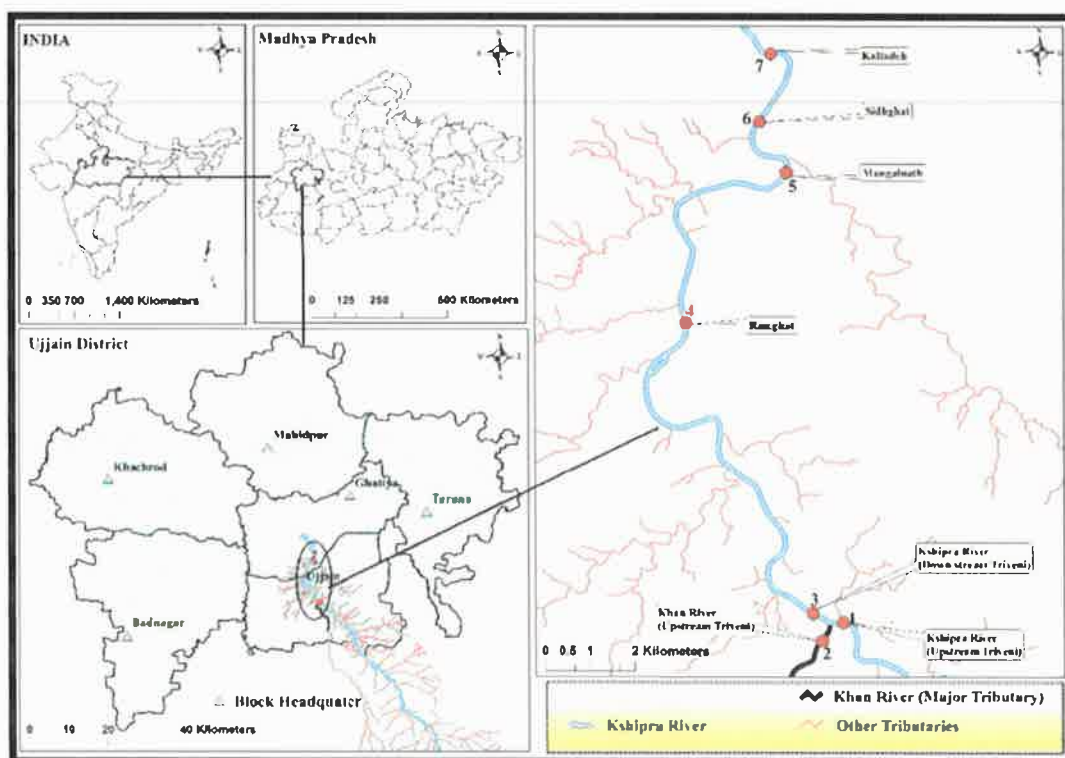 INDIA
0 350 700 1,400 Kilometers
Madhya Pradesh
0 125 250 500 Kilometers
Ujjain District
Mahidpur
Khachrod
Ghatiya
Tarana
Ujjain
Badnagar
Block Headquater
0 10 20 40 Kilometers
7
Kaliadeh
6
Sidhghat
5
Mangalnath
4
Ramghat
Kshipra River
(Downstream Triveni)
3
1
Khan River
(Upstream Triveni)
2
Kshipra River
(Upstream Triveni)
0 0.5 1 2 Kilometers
Khan River (Major Tributary)
Kshipra River
Other Tributaries